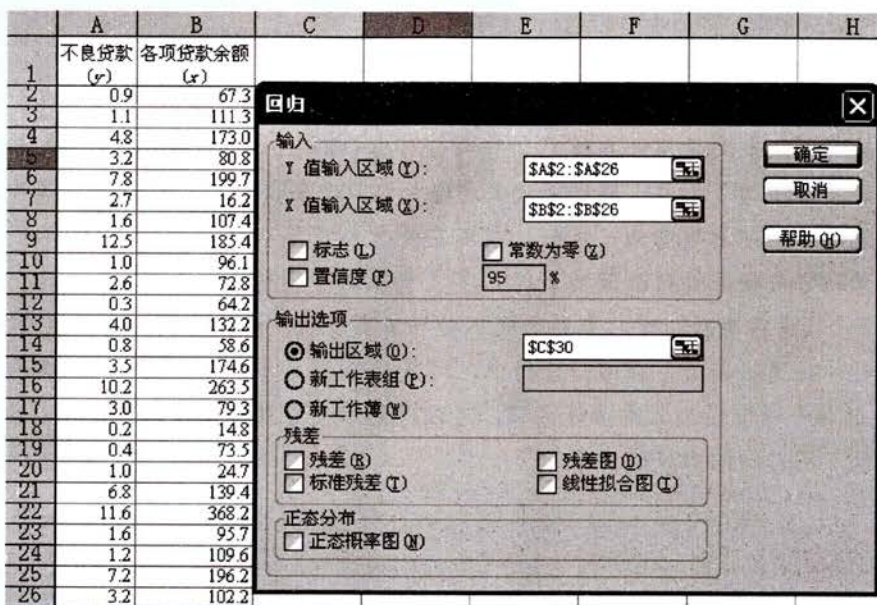 A B C D E F G H
不良贷款 各项贷款余额
1 (y) (x)
2 0.9 67.3
3 1.1 111.3
4 4.8 173.0
5 3.2 80.8
6 7.8 199.7
7 2.7 16.2
8 1.6 107.4
9 12.5 185.4
10 1.0 96.1
11 2.6 72.8
12 0.3 64.2
13 4.0 132.2
14 0.8 58.6
15 3.5 174.6
16 10.2 263.5
17 3.0 79.3
18 0.2 14.8
19 0.4 73.5
20 1.0 24.7
21 6.8 139.4
22 11.6 368.2
23 1.6 95.7
24 1.2 109.6
25 7.2 196.2
26 3.2 102.2
回归
输入
Y 值输入区域(Y): $A$2:$A$26
X 值输入区域(X): $B$2:$B$26
标志(L) 常数为零(Z)
置信度(F) 95 %
输出选项
输出区域(O): $C$30
新工作表组(P):
新工作薄(W)
残差
残差(R) 残差图(D)
标准残差(T) 线性拟合图(I)
正态分布
正态概率图(N)
确定
取消
帮助(H)